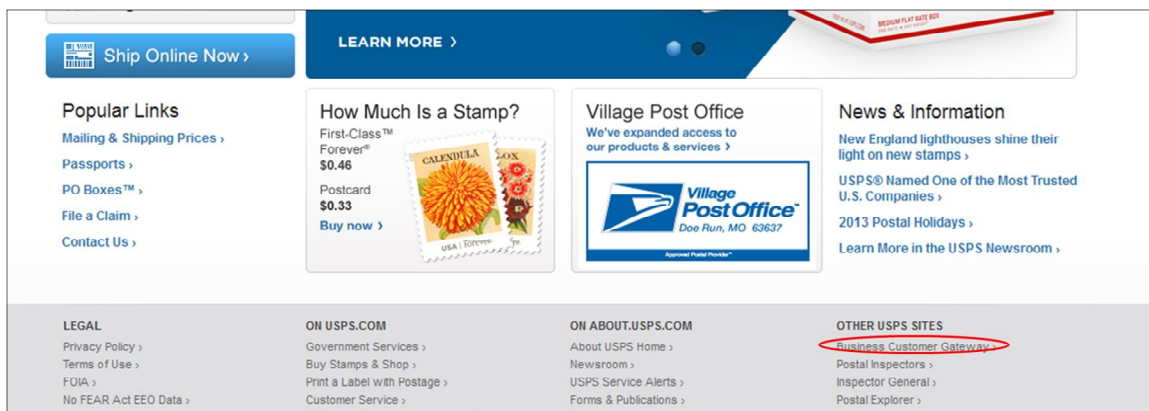 LEARN MORE >
MEDIUM FLAT RATE BOX
Ship Online Now ›
Popular Links
Mailing & Shipping Prices ›
Passports ›
PO Boxes™ ›
File a Claim ›
Contact Us ›
How Much Is a Stamp?
First-Class™
Forever®
$0.46
Postcard
$0.33
Buy now ›
CALENDULA
USA | Forever
Village Post Office
We've expanded access to
our products & services ›
Village
Post Office™
Doe Run, MO 63637
Approved Postal Provider™
News & Information
New England lighthouses shine their
light on new stamps ›
USPS® Named One of the Most Trusted
U.S. Companies ›
2013 Postal Holidays ›
Learn More in the USPS Newsroom ›
LEGAL
Privacy Policy ›
Terms of Use ›
FOIA ›
No FEAR Act EEO Data ›
ON USPS.COM
Government Services ›
Buy Stamps & Shop ›
Print a Label with Postage ›
Customer Service ›
ON ABOUT.USPS.COM
About USPS Home ›
Newsroom ›
USPS Service Alerts ›
Forms & Publications ›
OTHER USPS SITES
Business Customer Gateway ›
Postal Inspectors ›
Inspector General ›
Postal Explorer ›